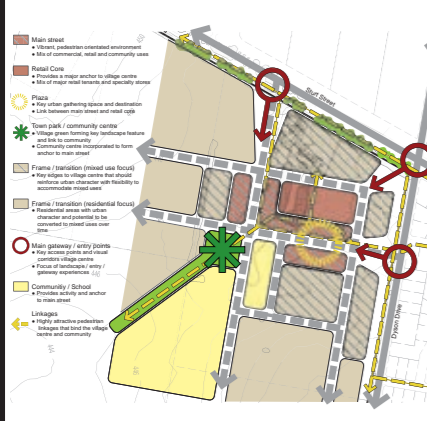 Main street
● Vibrant, pedestrian orientated environment
● Mix of commercial, retail and community uses
Retail Core
● Provides a major anchor to village centre
● Mix of major retail tenants and specialty stores
Plaza
● Key urban gathering space and destination
● Link between main street and retail core
Town park / community centre
● Village green forming key landscape feature
and link to community
● Community centre incorporated to form
anchor to main street
Frame / transition (mixed use focus)
● Key edges to village centre that should
reinforce urban character with flexibility to
accommodate mixed uses
Frame / transition (residential focus)
● Residential areas with urban
character and potential to be
converted to mixed uses over
time
Main gateway / entry points
● Key access points and visual
corridors village centre
● Focus of landscape / entry /
gateway experiences
Community / School
● Provides activity and anchor
to main street
Linkages
● Highly attractive pedestrian
linkages that bind the village
centre and community
Sturt Street
Dyson Drive